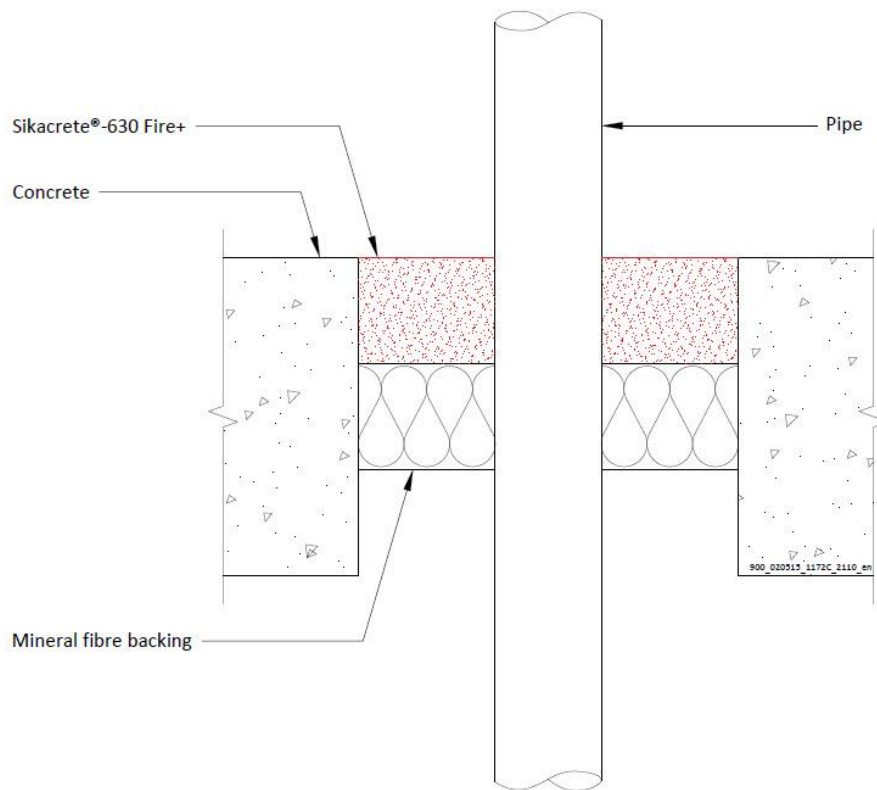 Sikacrete®-630 Fire+
Pipe
Concrete
900_020515_1172C_2110_en
Mineral fibre backing